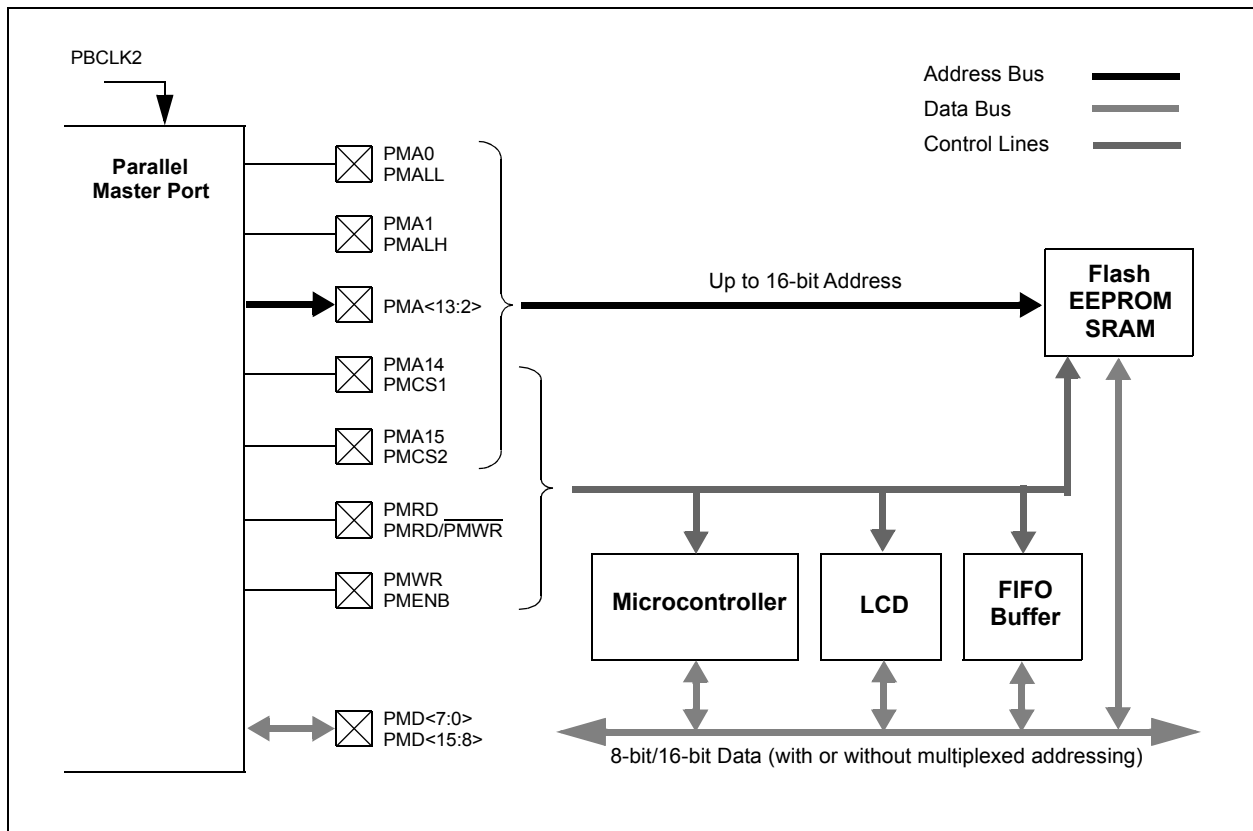 PBCLK2
Address Bus
Data Bus
Control Lines
Parallel
Master Port
PMA0
PMALL
PMA1
PMALH
PMA<13:2>
PMA14
PMCS1
PMA15
PMCS2
PMRD
PMRD/PMWR
PMWR
PMENB
PMD<7:0>
PMD<15:8>
Up to 16-bit Address
Flash
EEPROM
SRAM
Microcontroller
LCD
FIFO
Buffer
8-bit/16-bit Data (with or without multiplexed addressing)